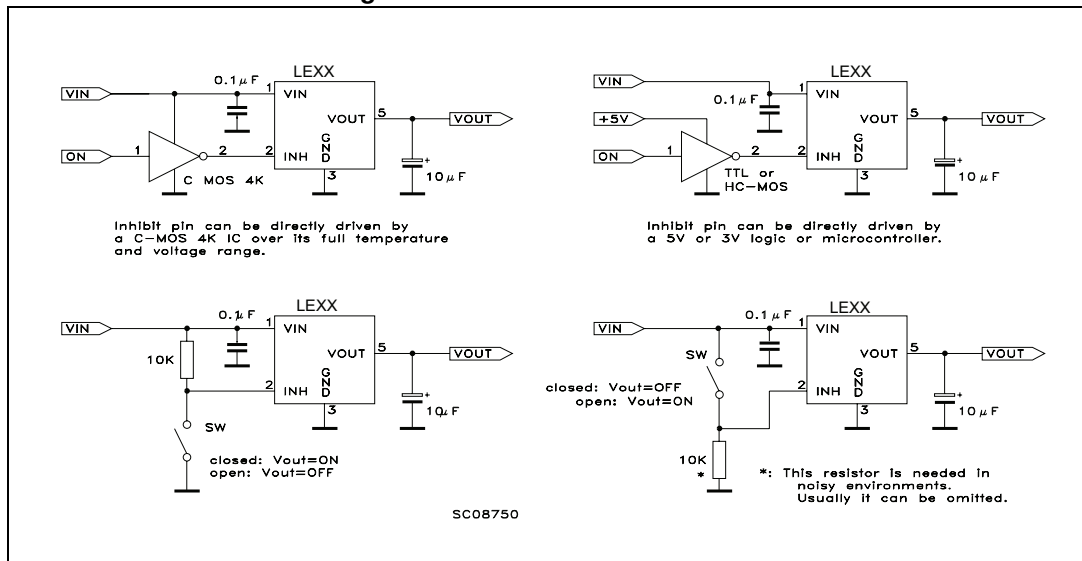 LEXX
VIN
0.1µF
1
VIN
VOUT
5
VOUT
ON
1
2
2
INH
GND
3
C MOS 4K
+
10µF
Inhibit pin can be directly driven by
a C-MOS 4K IC over its full temperature
and voltage range.
LEXX
VIN
1
VIN
0.1µF
+5V
VOUT
5
VOUT
ON
1
2
2
INH
GND
3
TTL or
HC-MOS
+
10µF
Inhibit pin can be directly driven by
a 5V or 3V logic or microcontroller.
LEXX
VIN
0.1µF
1
VIN
10K
VOUT
5
VOUT
2
INH
GND
3
+
10µF
SW
closed: Vout=ON
open: Vout=OFF
LEXX
VIN
0.1µF
1
VIN
SW
VOUT
5
VOUT
closed: Vout=OFF
open: Vout=ON
2
INH
GND
3
+
10µF
10K
*
*: This resistor is needed in
noisy environments.
Usually it can be omitted.
SC08750